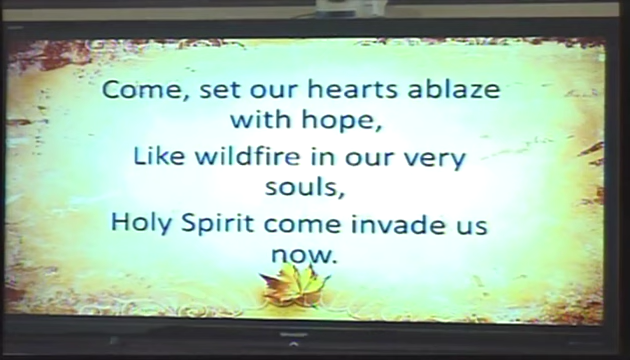 Come, set our hearts ablaze
with hope,
Like wildfire in our very
souls,
Holy Spirit come invade us
now.